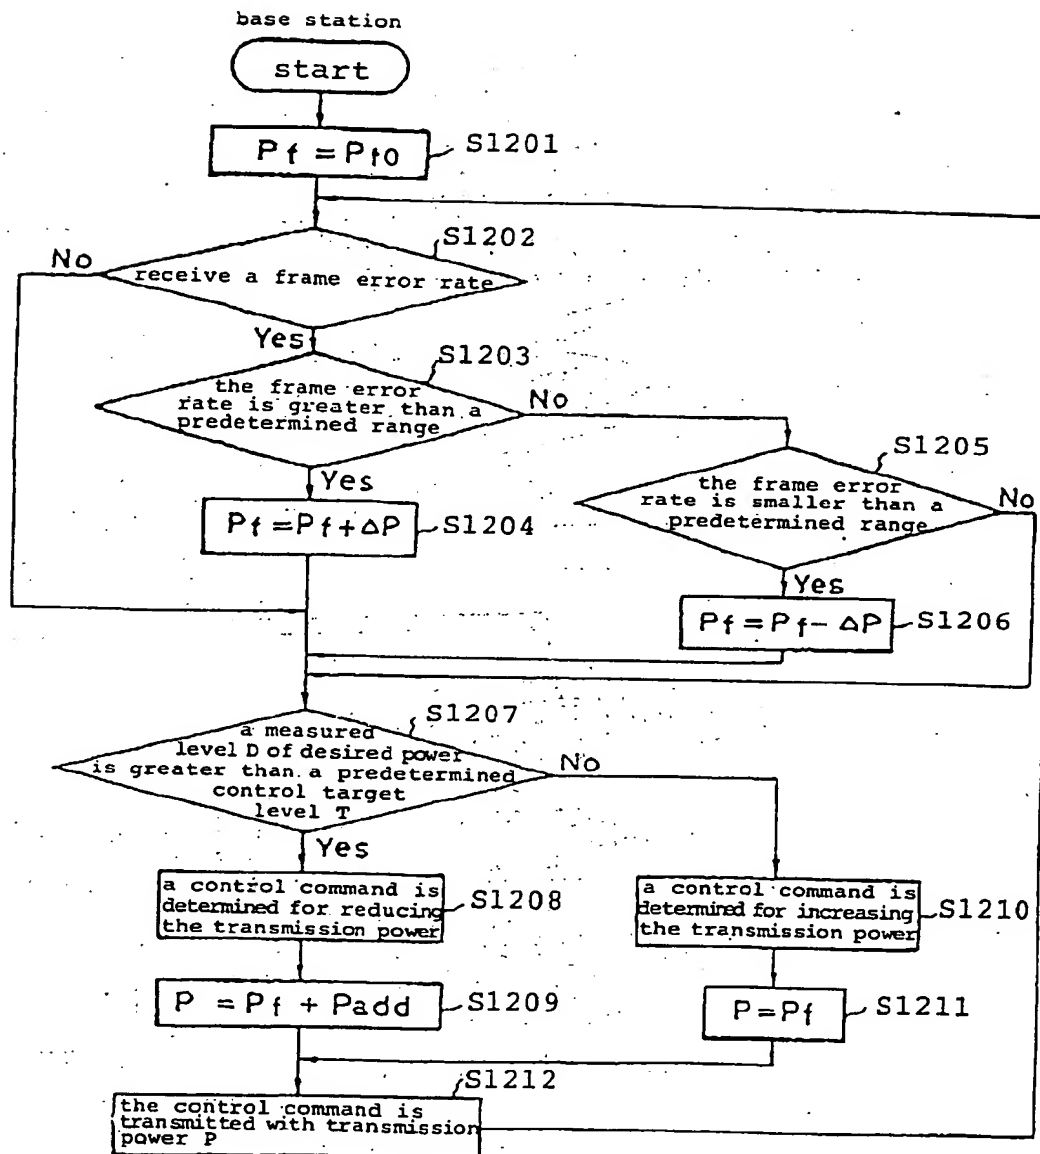 base station
start
Pf = Pf0
S1201
S1202
No
receive a frame error rate
Yes
S1203
the frame error
rate is greater than a
predetermined range
No
S1205
Yes
the frame error
rate is smaller than a
predetermined range
No
Pf = Pf + ΔP
S1204
Yes
Pf = Pf - ΔP
S1206
S1207
a measured
level D of desired power
is greater than a predetermined
control target
level T
No
Yes
a control command is
determined for reducing
the transmission power
S1208
a control command is
determined for increasing
the transmission power
S1210
P = Pf + Padd
S1209
P = Pf
S1211
S1212
the control command is
transmitted with transmission
power P